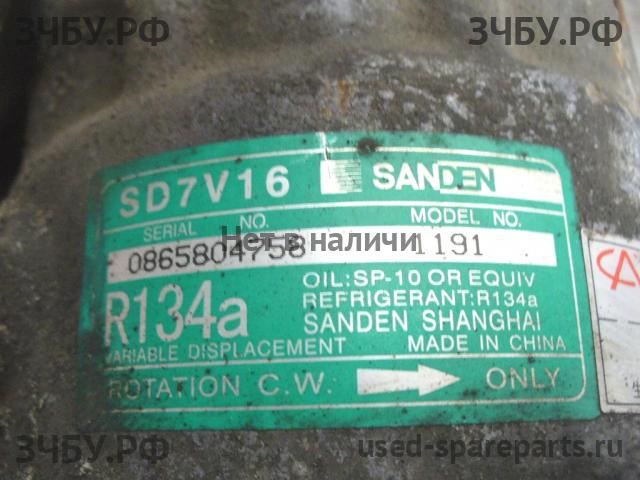 ЗЧБУ.РФ
ЗЧБУ.РФ
SD7V16 SANDEN
SERIAL NO. MODEL NO.
0865804758 1191
Нет в наличии
OIL:SP-10 OR EQUIV
R134a REFRIGERANT:R134a
SANDEN SHANGHAI
VARIABLE DISPLACEMENT MADE IN CHINA
ROTATION C.W. ONLY
ЗЧБУ.РФ
used-spareparts.ru